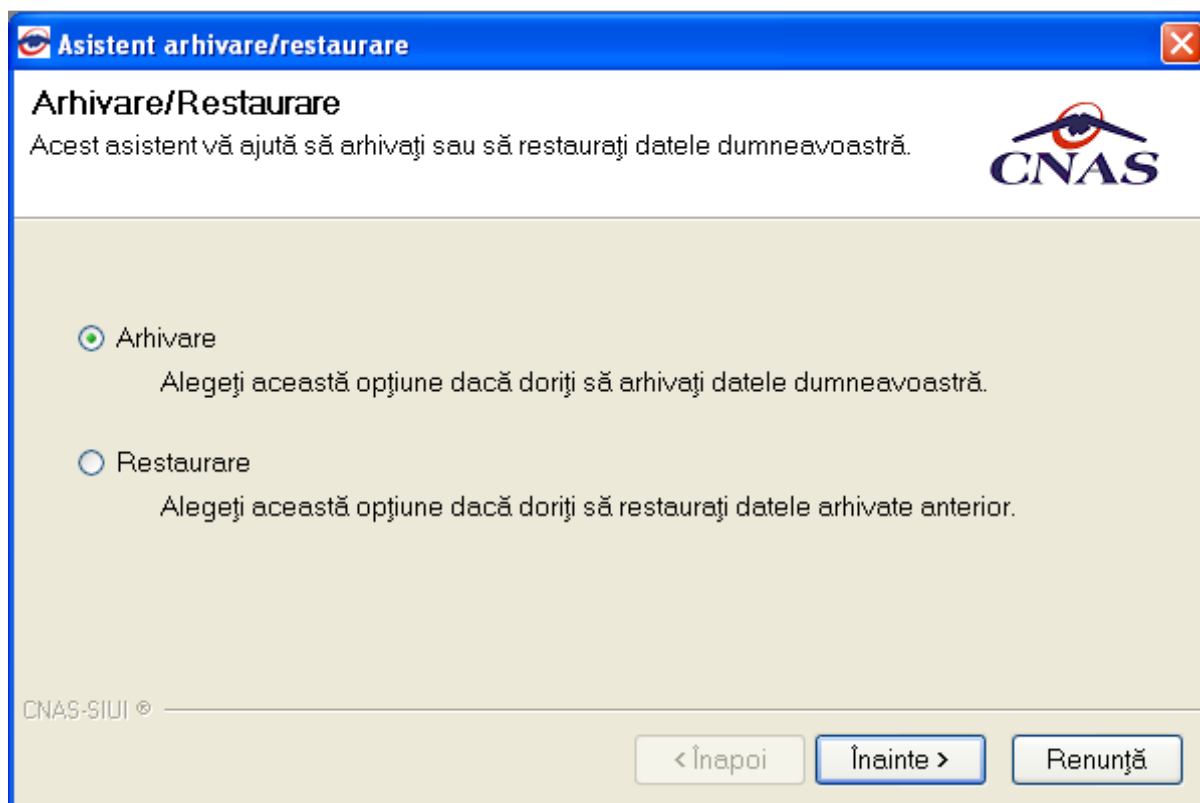 Asistent arhivare/restaurare
Arhivare/Restaurare
Acest asistent vă ajută să arhivaţi sau să restauraţi datele dumneavoastră.
CNAS
Arhivare
Alegeţi această opţiune dacă doriţi să arhivaţi datele dumneavoastră.
Restaurare
Alegeţi această opţiune dacă doriţi să restauraţi datele arhivate anterior.
CNAS-SIUI ®
< Înapoi
Înainte >
Renunţă